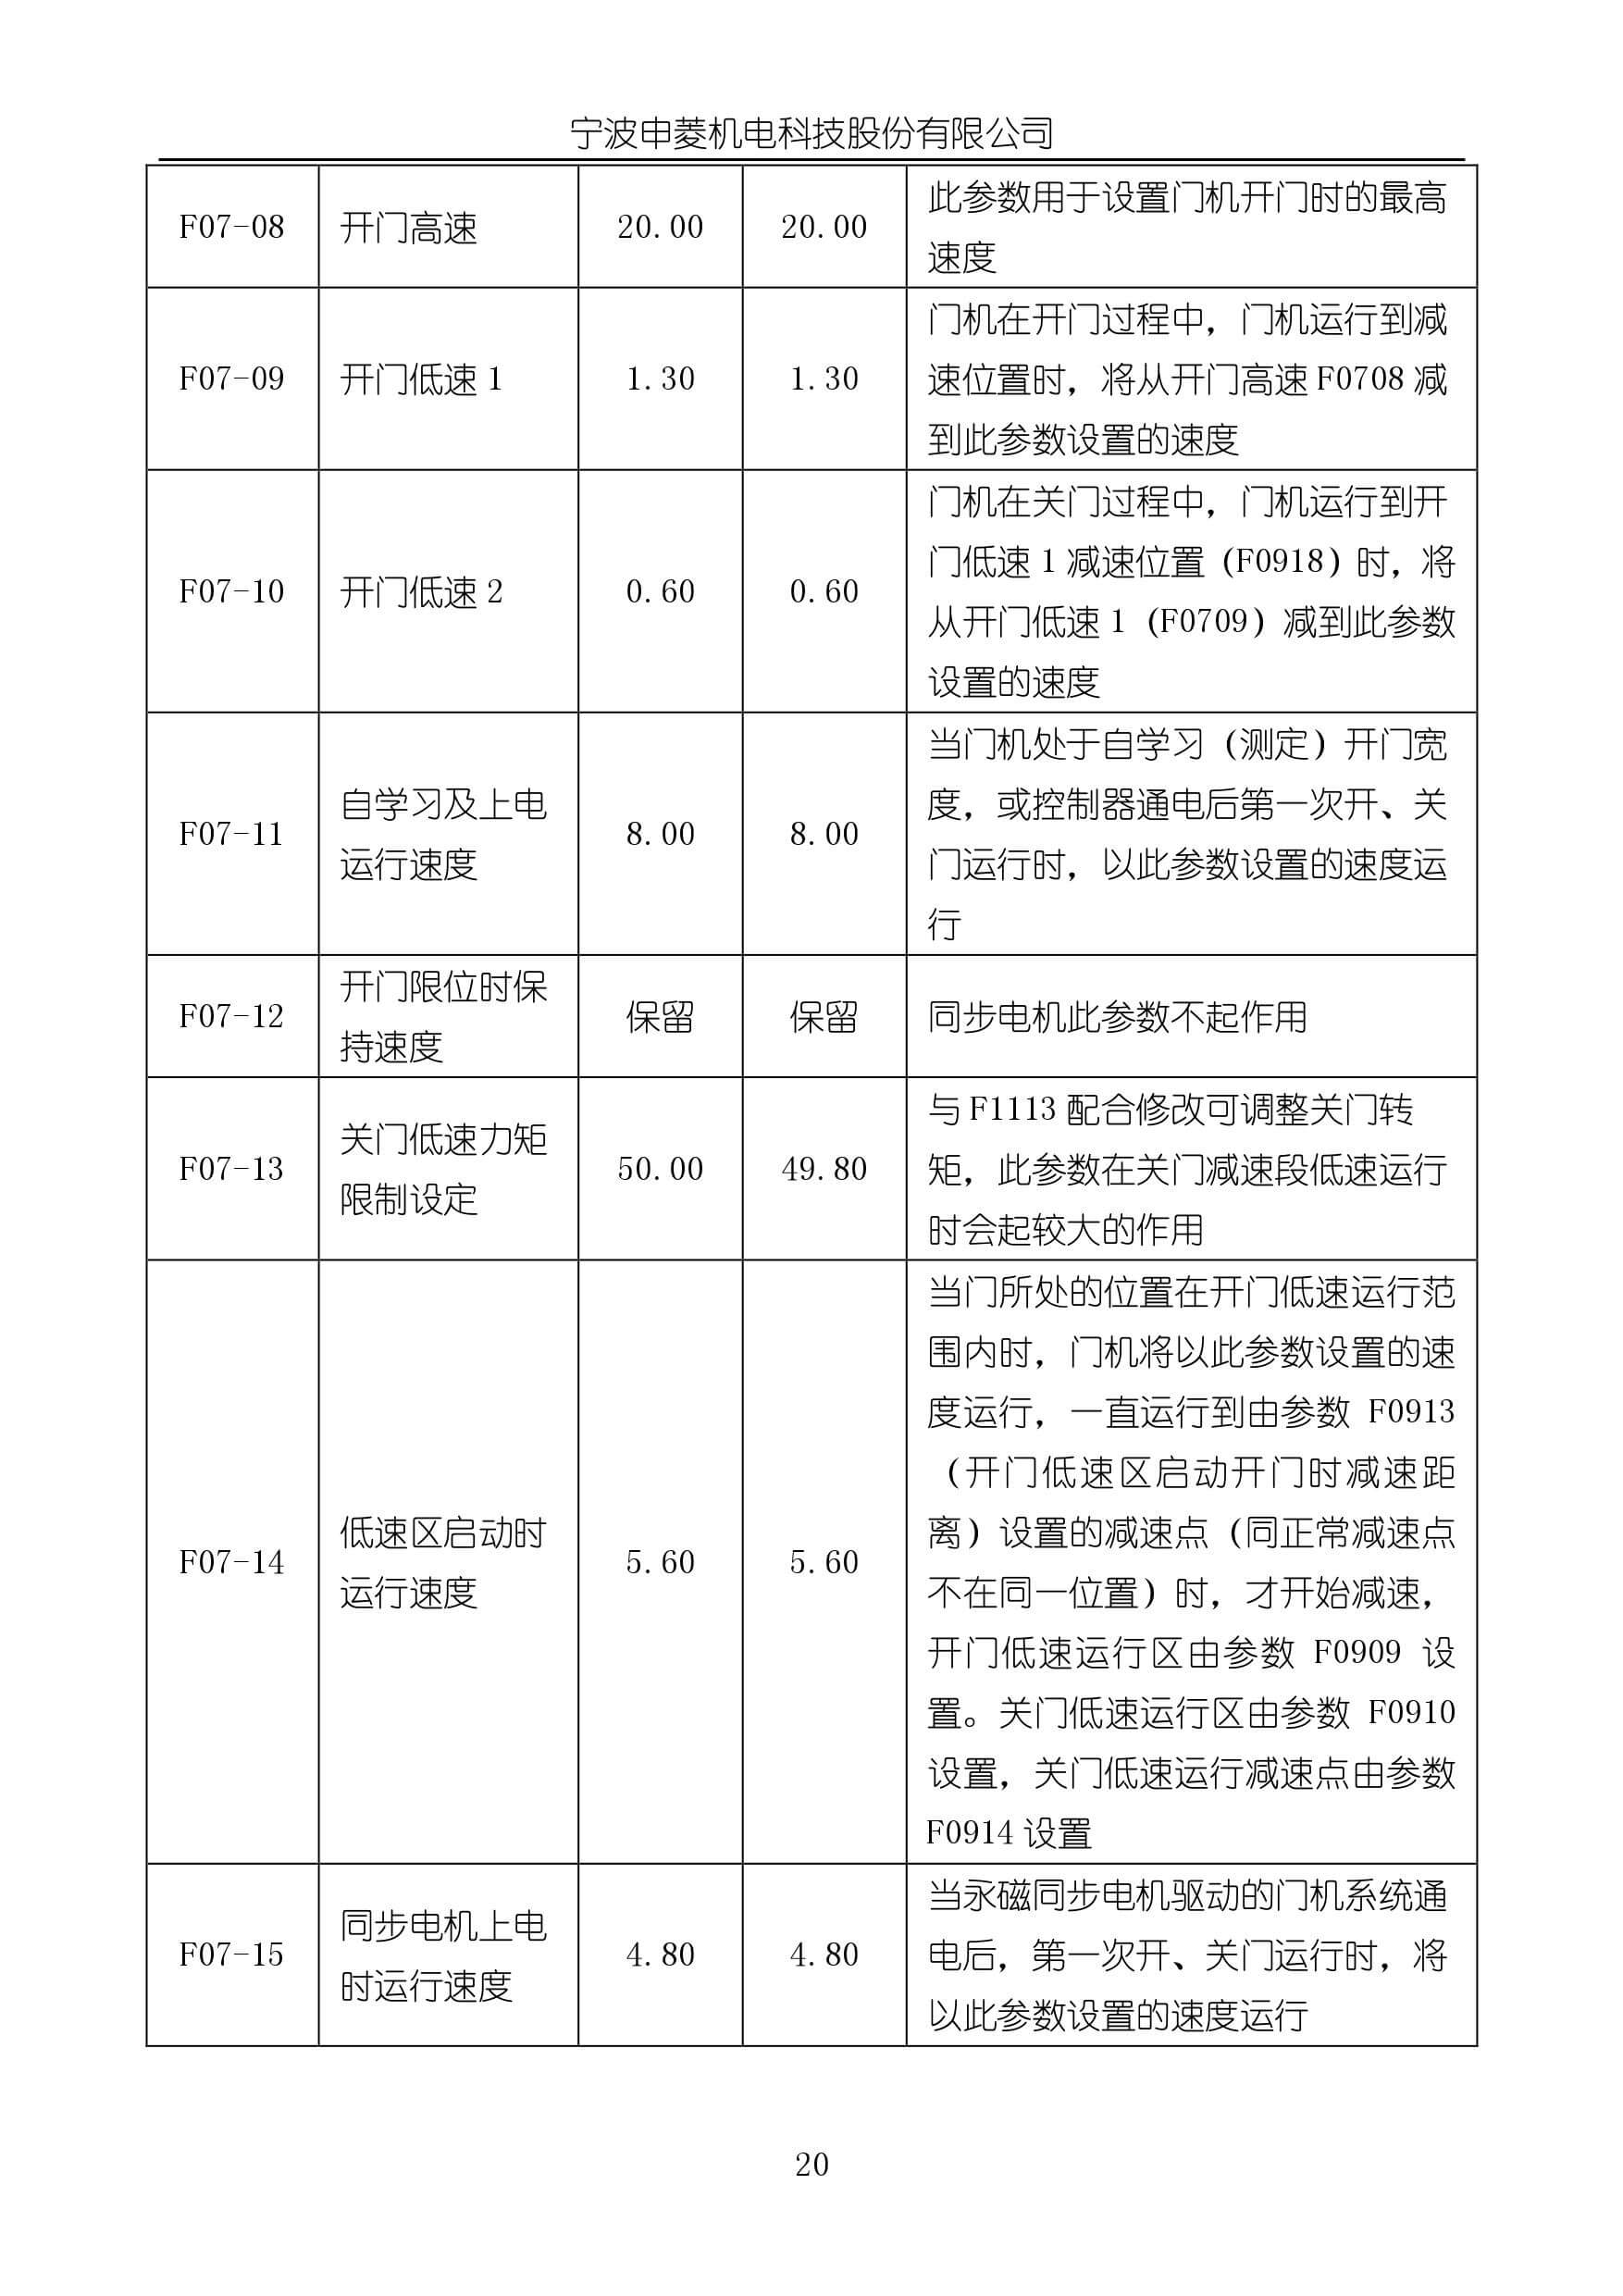 宁波申菱机电科技股份有限公司
F07-08 开门高速 20.00 20.00 此参数用于设置门机开门时的最高
速度
F07-09 开门低速 1 1.30 1.30 门机在开门过程中，门机运行到减
速位置时，将从开门高速 F0708 减
到此参数设置的速度
F07-10 开门低速 2 0.60 0.60 门机在关门过程中，门机运行到开
门低速 1 减速位置（F0918）时，将
从开门低速 1（F0709）减到此参数
设置的速度
F07-11 自学习及上电
运行速度 8.00 8.00 当门机处于自学习（测定）开门宽
度，或控制器通电后第一次开、关
门运行时，以此参数设置的速度运
行
F07-12 开门限位时保
持速度 保留 保留 同步电机此参数不起作用
F07-13 关门低速力矩
限制设定 50.00 49.80 与 F1113 配合修改可调整关门转
矩，此参数在关门减速段低速运行
时会起较大的作用
F07-14 低速区启动时
运行速度 5.60 5.60 当门所处的位置在开门低速运行范
围内时，门机将以此参数设置的速
度运行，一直运行到由参数 F0913
（开门低速区启动开门时减速距
离）设置的减速点（同正常减速点
不在同一位置）时，才开始减速，
开门低速运行区由参数 F0909 设
置。关门低速运行区由参数 F0910
设置，关门低速运行减速点由参数
F0914 设置
F07-15 同步电机上电
时运行速度 4.80 4.80 当永磁同步电机驱动的门机系统通
电后，第一次开、关门运行时，将
以此参数设置的速度运行
20